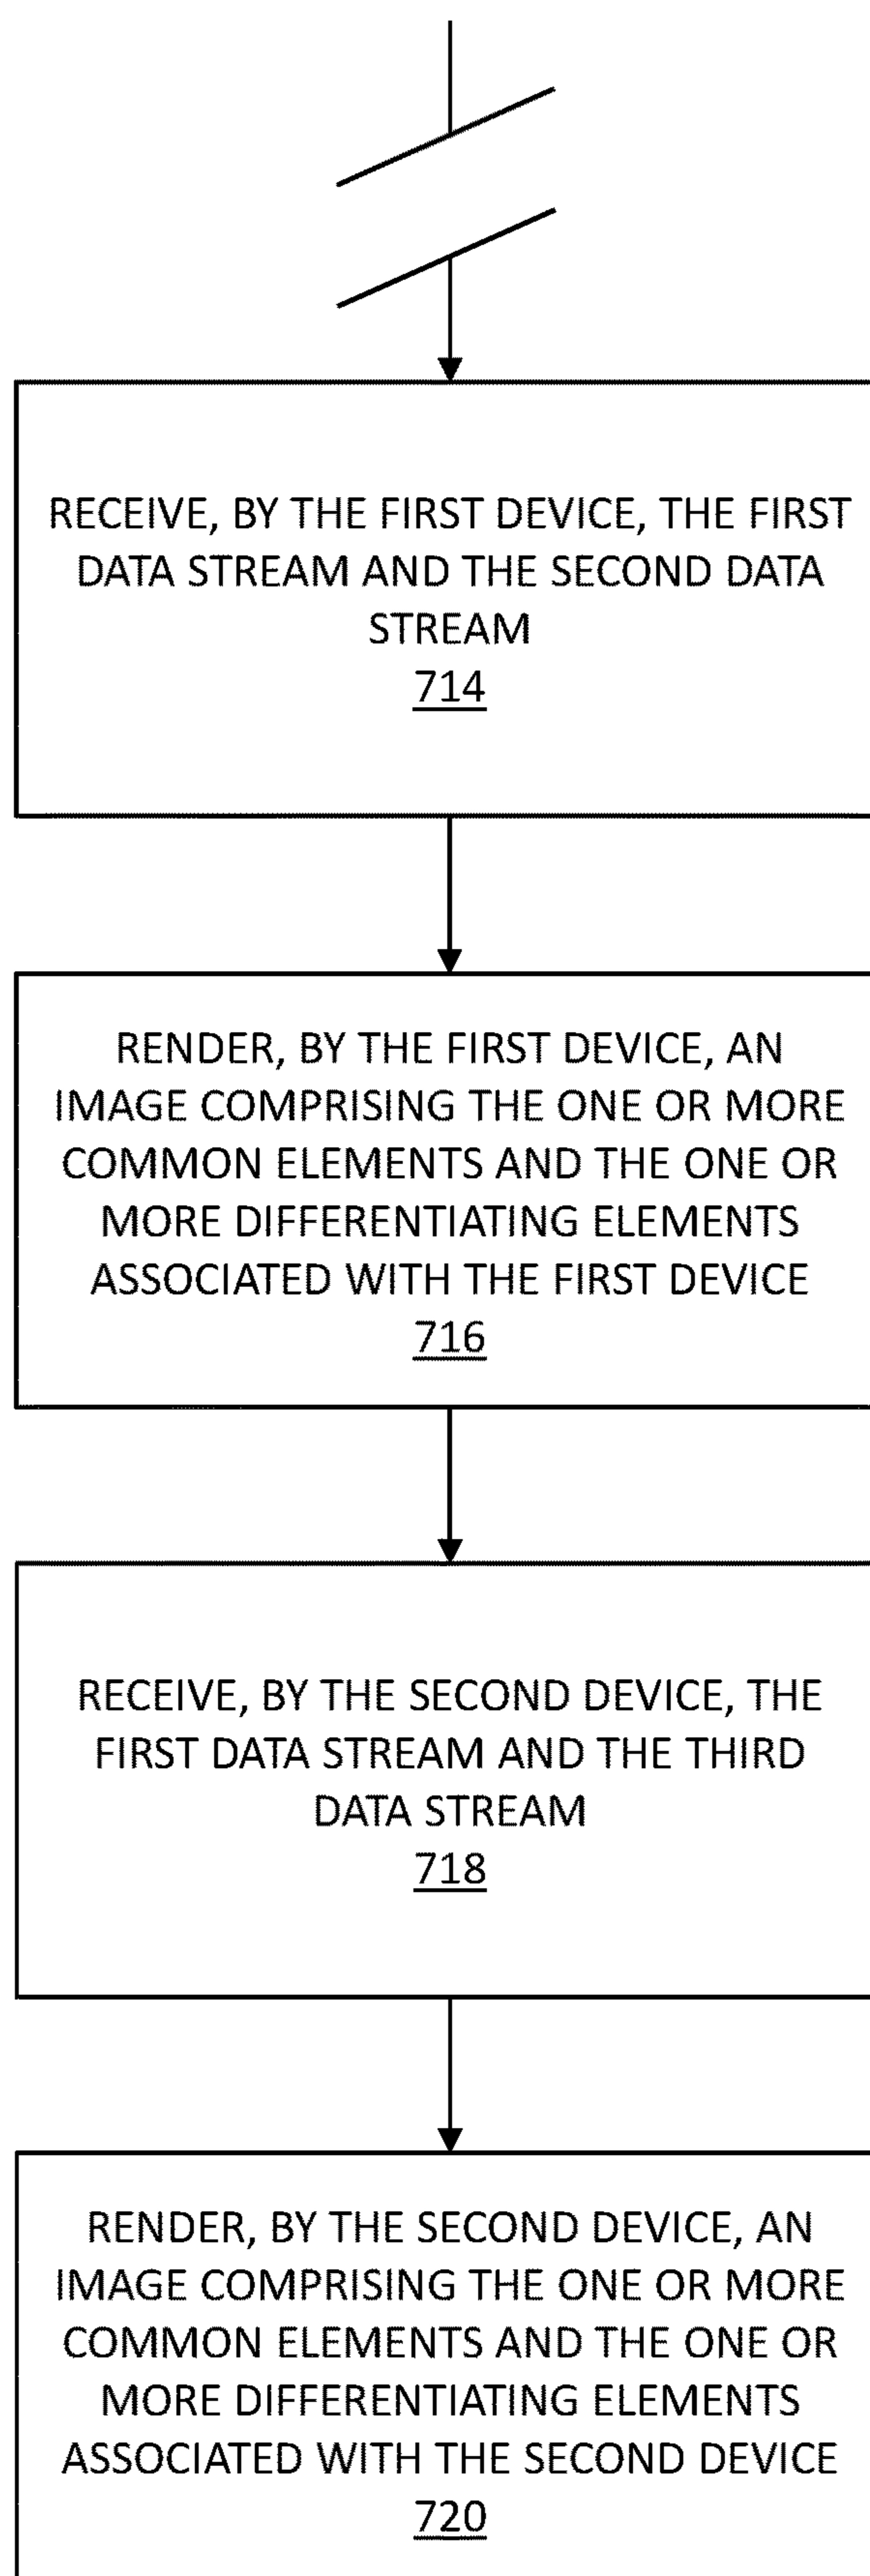 RECEIVE, BY THE FIRST DEVICE, THE FIRST
DATA STREAM AND THE SECOND DATA
STREAM
714
RENDER, BY THE FIRST DEVICE, AN
IMAGE COMPRISING THE ONE OR MORE
COMMON ELEMENTS AND THE ONE OR
MORE DIFFERENTIATING ELEMENTS
ASSOCIATED WITH THE FIRST DEVICE
716
RECEIVE, BY THE SECOND DEVICE, THE
FIRST DATA STREAM AND THE THIRD
DATA STREAM
718
RENDER, BY THE SECOND DEVICE, AN
IMAGE COMPRISING THE ONE OR MORE
COMMON ELEMENTS AND THE ONE OR
MORE DIFFERENTIATING ELEMENTS
ASSOCIATED WITH THE SECOND DEVICE
720